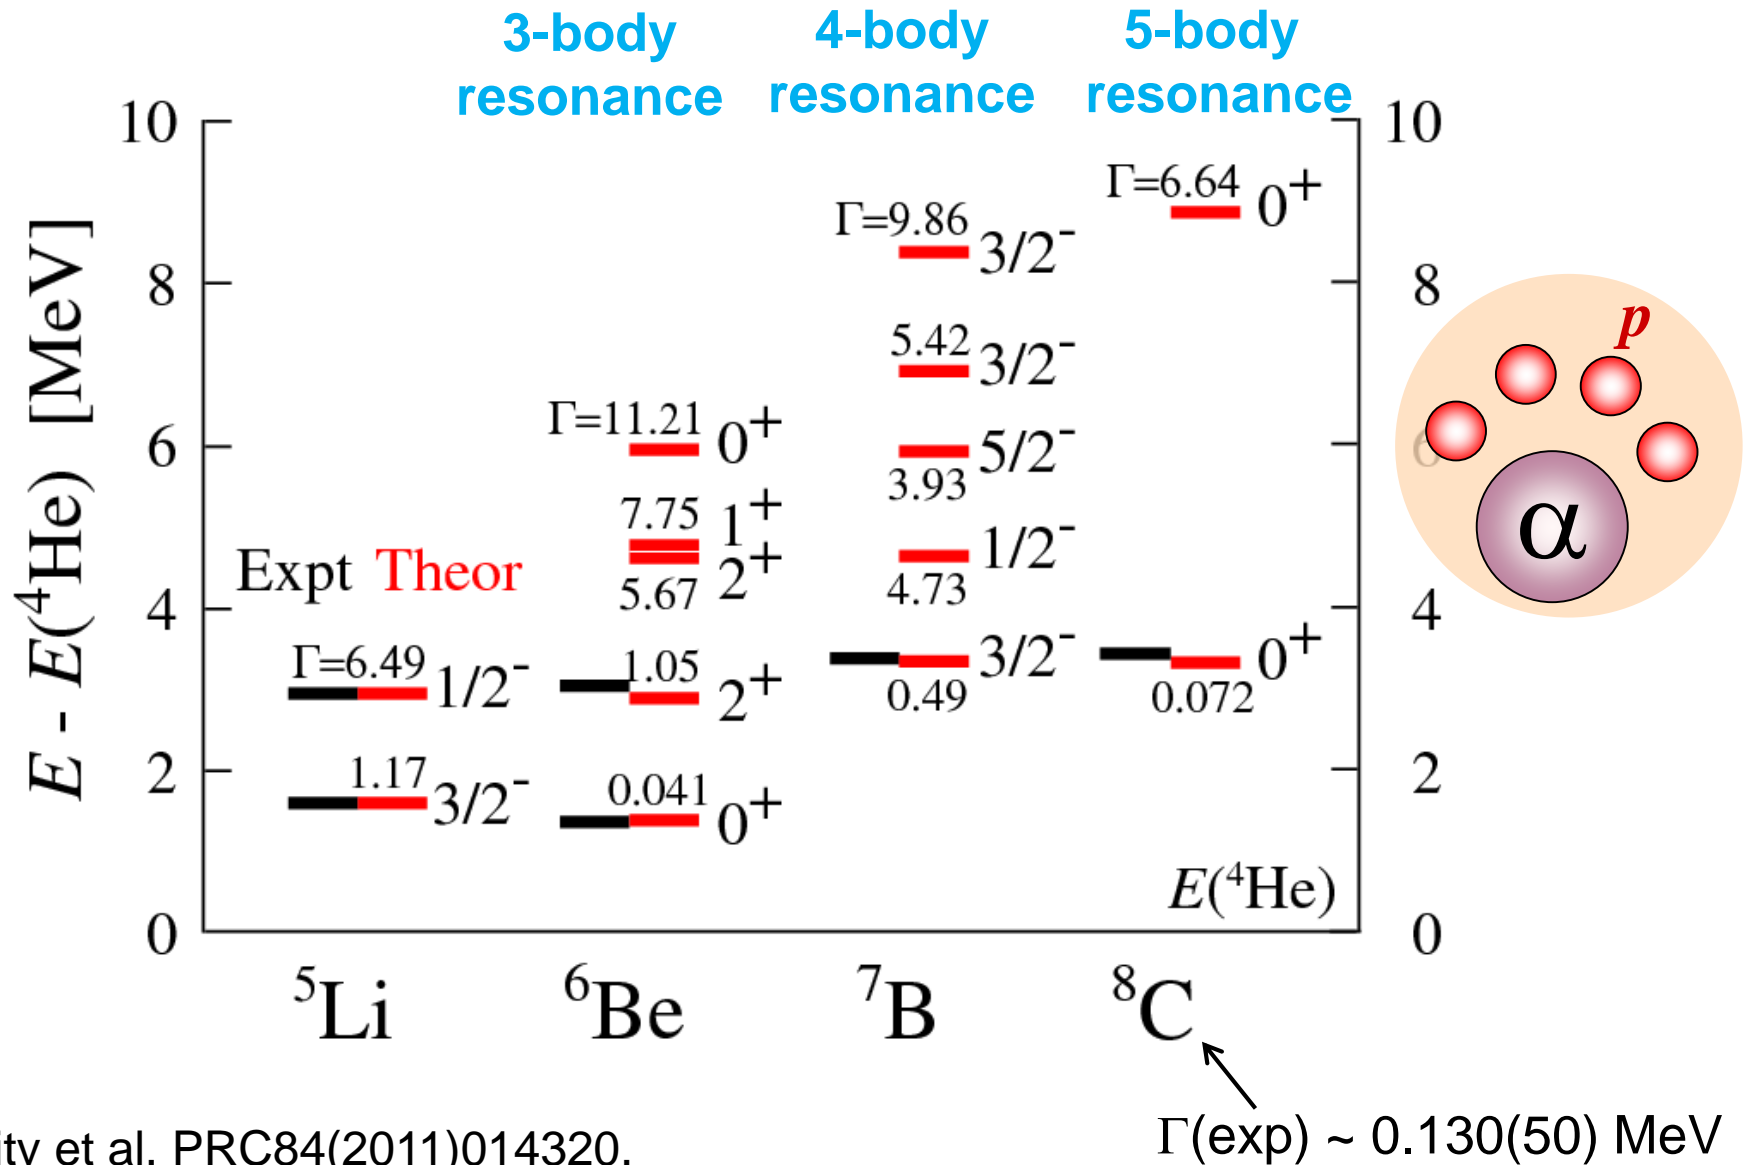 3-body resonance
4-body resonance
5-body resonance
E - E(⁴He) [MeV]
10
8
6
4
2
0
10
8
6
4
2
0
Expt Theor
Γ=6.49 1/2⁻
1.17 3/2⁻
Γ=11.21 0⁺
7.75 1⁺
5.67 2⁺
1.05 2⁺
0.041 0⁺
Γ=9.86 3/2⁻
5.42 3/2⁻
5/2⁻
3.93
1/2⁻
4.73
3/2⁻
0.49
Γ=6.64 0⁺
0⁺
0.072
E(⁴He)
⁵Li
⁶Be
⁷B
⁸C
p
α
Γ(exp) ~ 0.130(50) MeV
et al. PRC84(2011)014320.